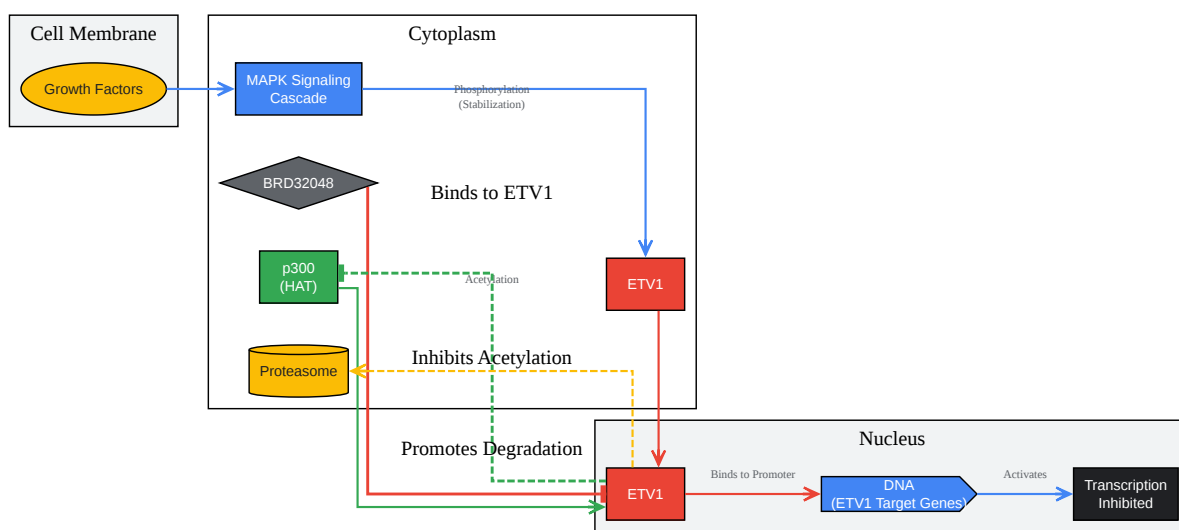 Cell Membrane
Cytoplasm
Growth Factors
MAPK Signaling
Cascade
Phosphorylation
(Stabilization)
BRD32048
Binds to ETV1
p300
(HAT)
Acetylation
ETV1
Inhibits Acetylation
Proteasome
Promotes Degradation
Nucleus
ETV1
Binds to Promoter
DNA
(ETV1 Target Genes)
Activates
Transcription
Inhibited